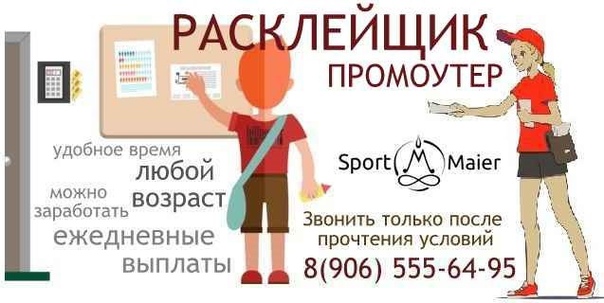 РАСКЛЕЙЩИК
ПРОМОУТЕР
удобное время
любой
возраст
можно
заработать
ежедневные
выплаты
Sport Maier
Звонить только после
прочтения условий
8(906) 555-64-95